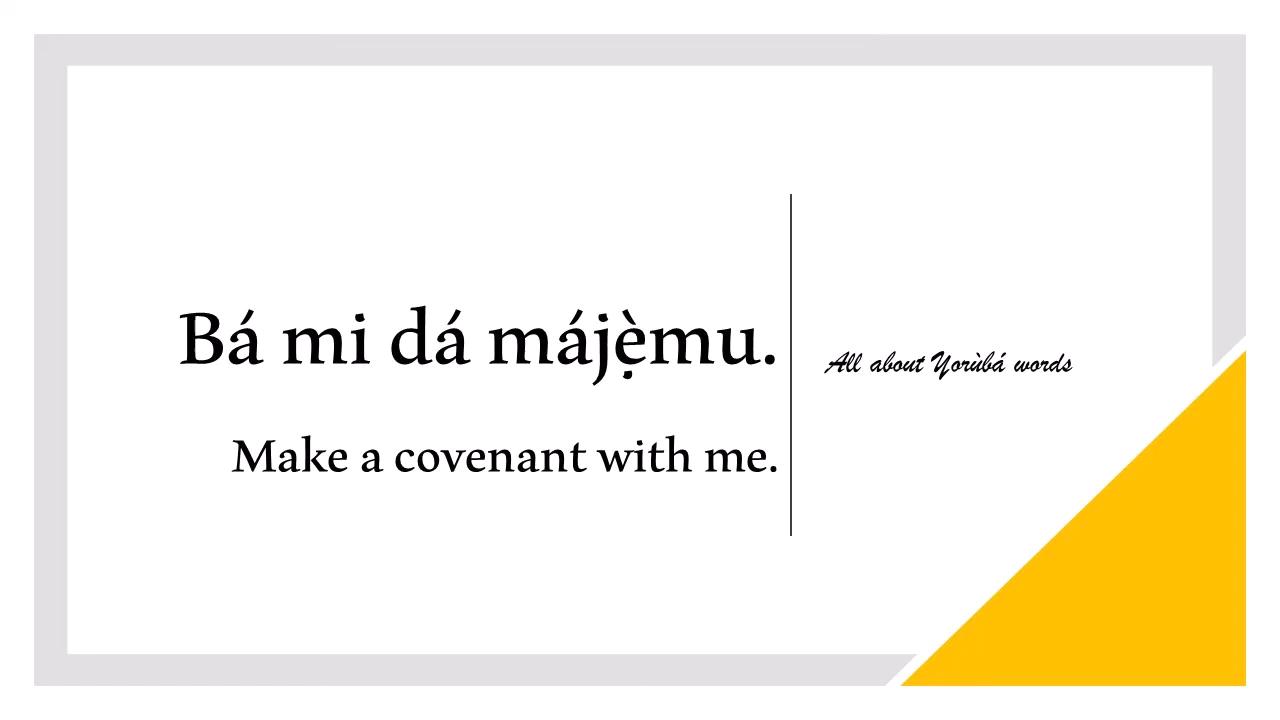 Bá mi dá májẹ̀mu.
Make a covenant with me.
All about Yorùbá words